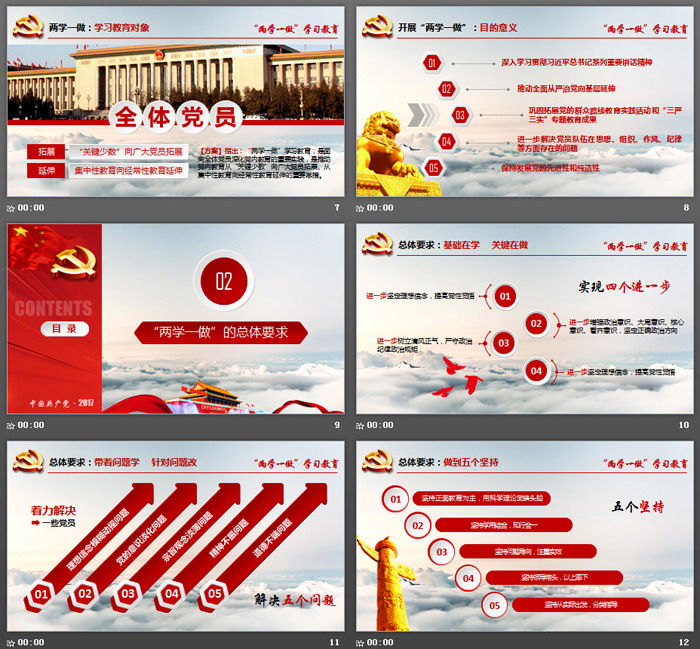 两学一做：学习教育对象
“两学一做”学习教育
全体党员
拓展
“关键少数”向广大党员拓展
延伸
集中性教育向经常性教育延伸
【方案】指出：“两学一做”学习教育：是面
向全体党员深化党内教育的重要实践，是推动
党内教育从“关键少数”向广大党员拓展、从
集中性教育向经常性教育延伸的重要举措。
00:00
7
开展“两学一做”：目的意义
“两学一做”学习教育
01
深入学习贯彻习近平总书记系列重要讲话精神
02
推动全面从严治党向基层延伸
03
巩固拓展党的群众路线教育实践活动和“三严
三实”专题教育成果
04
进一步解决党员队伍在思想、组织、作风、纪律
等方面存在的问题
05
保持发展党的先进性和纯洁性
00:00
8
CONTENTS
目 录
中国共产党·2017
02
“两学一做”的总体要求
00:00
9
总体要求：基础在学 关键在做
“两学一做”学习教育
实现四个进一步
进一步坚定理想信念，提高党性觉悟
01
02
进一步增强政治意识、大局意识、核心
意识、看齐意识，坚定正确政治方向
进一步树立清风正气，严守政治
纪律政治规矩
03
04
进一步坚定理想信念，提高党性觉悟
00:00
10
总体要求：带着问题学 针对问题改
“两学一做”学习教育
着力解决
一些党员
理想信念模糊动摇问题
党的意识淡化问题
宗旨观念淡薄问题
精神不振问题
道德不端问题
01
02
03
04
05
解决五个问题
00:00
11
总体要求：做到五个坚持
“两学一做”学习教育
五个坚持
01
坚持正面教育为主，用科学理论武装头脑
02
坚持学用结合，知行合一
03
坚持问题导向，注重实效
04
坚持领导带头，以上率下
05
坚持从实际出发，分类指导
00:00
12